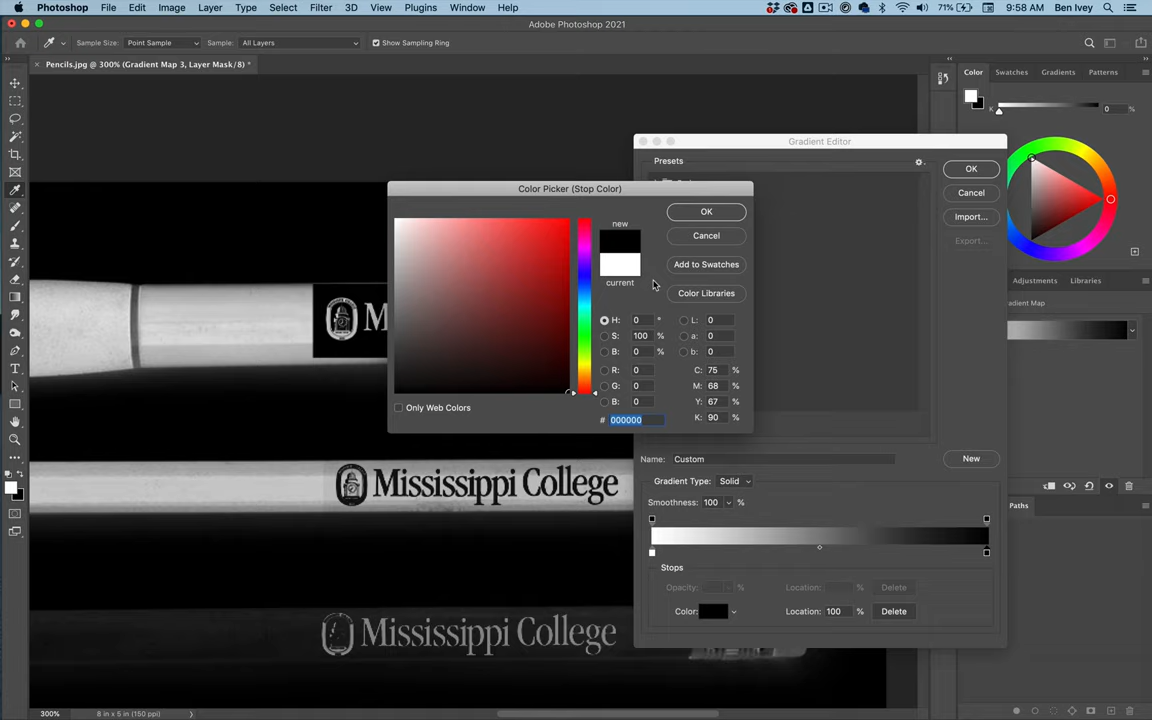 Photoshop File Edit Image Layer Type Select Filter 3D View Plugins Window Help 71% Ben Ivey 9:58 AM
Adobe Photoshop 2021
Sample Size: Point Sample Sample: All Layers Show Sampling Ring
Pencils.jpg @ 300% (Gradient Map 3, Layer Mask/8) *
Color Swatches Gradients Patterns
K 0 %
Gradient Editor
Presets
OK
Cancel
Import...
Export...
Color Picker (Stop Color)
new
current
OK
Cancel
Add to Swatches
Color Libraries
H: 0 ° L: 0
S: 100 % a: 0
B: 0 % b: 0
R: 0 C: 75 %
G: 0 M: 68 %
B: 0 Y: 67 %
# 000000 K: 90 %
Only Web Colors
Adjustments Libraries
Name: Custom New
Gradient Type: Solid
Smoothness: 100 %
Stops
Opacity: % Location: % Delete
Color: Location: 100 % Delete
Paths
M
Mississippi College
Mississippi College
300% 8 in x 5 in (150 ppi)